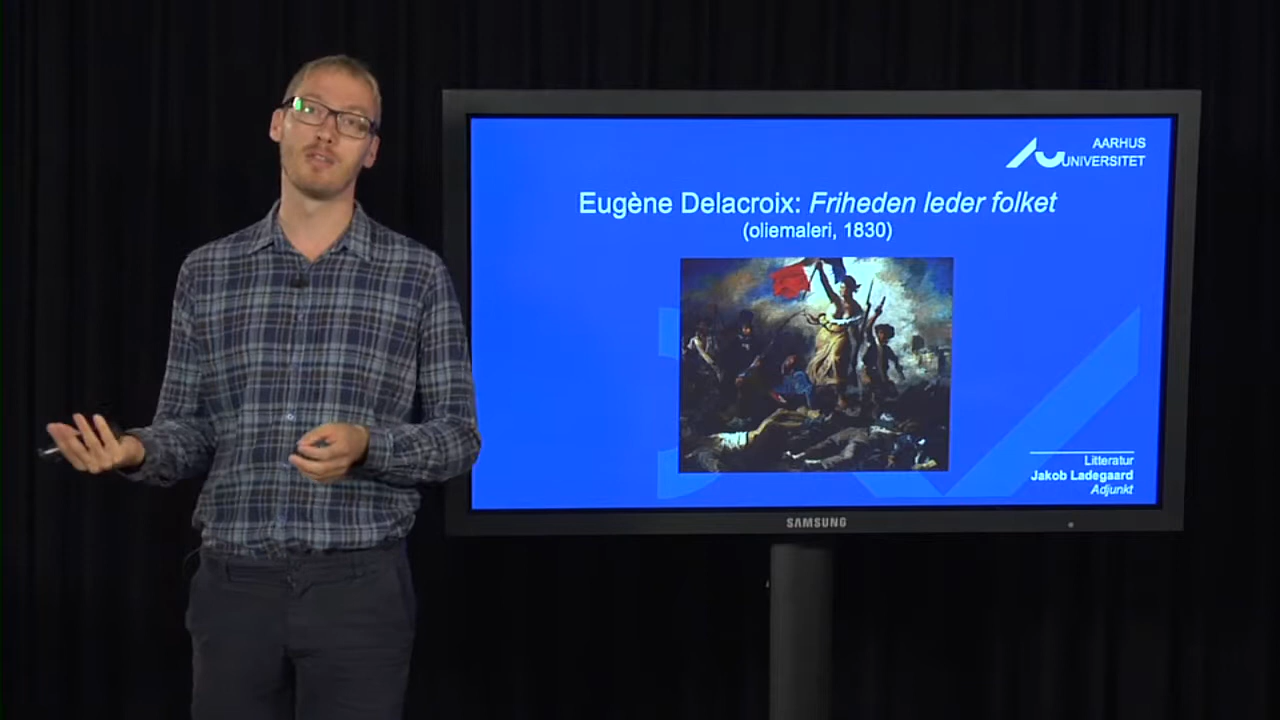 AARHUS
UNIVERSITET
Eugène Delacroix: Friheden leder folket
(oliemaleri, 1830)
Litteratur
Jakob Ladegaard
Adjunkt
SAMSUNG